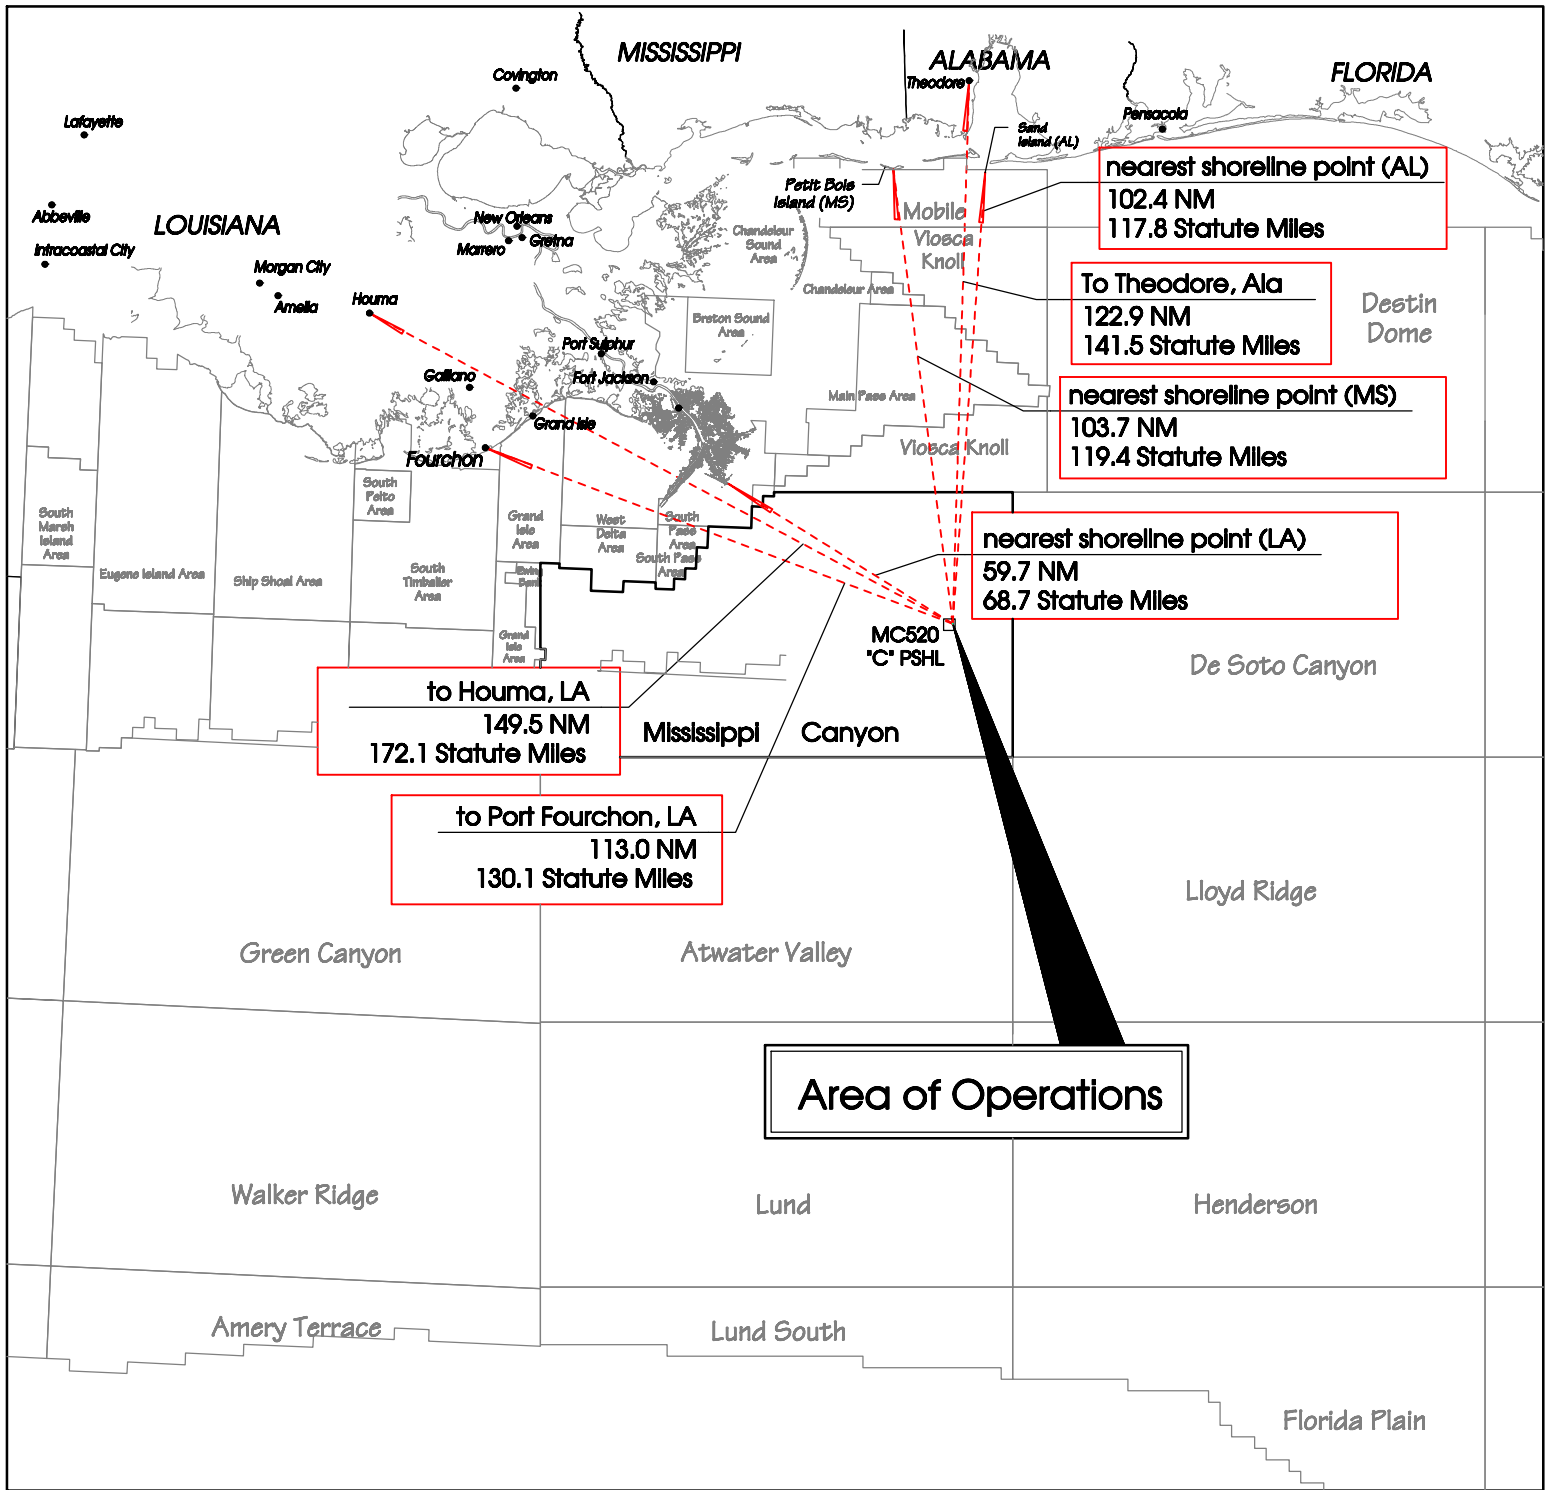 MISSISSIPPI
ALABAMA
FLORIDA
Covington
Theodore
Lafayette
Pensacola
Sand
Island (AL)
nearest shoreline point (AL)
102.4 NM
117.8 Statute Miles
Petit Bois
Island (MS)
Mobile
Abbeville
LOUISIANA
New Orleans
Marrero
Gretna
Chandeleur
Sound
Area
Viosca
Knoll
Intracoastal City
Morgan City
Amelia
Houma
Chandeleur Area
To Theodore, Ala
122.9 NM
141.5 Statute Miles
Destin
Dome
Breton Sound
Area
Port Sulphur
Fort Jackson
Galliano
Main Pass Area
nearest shoreline point (MS)
103.7 NM
119.4 Statute Miles
Grand Isle
Fourchon
Viosca Knoll
South
Pelto
Area
South
Marsh
Island
Area
Grand
Isle
Area
West
Delta
Area
South
Pass
Area
South Pass
Area
nearest shoreline point (LA)
59.7 NM
68.7 Statute Miles
Eugene Island Area
Ship Shoal Area
South
Timbalier
Area
Ewing
Bank
Grand
Isle
Area
MC520
"C" PSHL
De Soto Canyon
to Houma, LA
149.5 NM
172.1 Statute Miles
Mississippi Canyon
to Port Fourchon, LA
113.0 NM
130.1 Statute Miles
Lloyd Ridge
Green Canyon
Atwater Valley
Area of Operations
Walker Ridge
Lund
Henderson
Amery Terrace
Lund South
Florida Plain